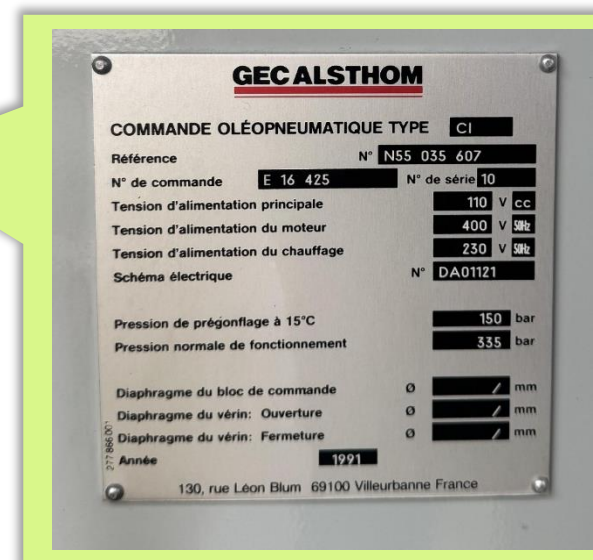 GEC ALSTHOM
COMMANDE OLÉOPNEUMATIQUE TYPE CI
Référence N° N55 035 607
N° de commande E 16 425 N° de série 10
Tension d'alimentation principale 110 V cc
Tension d'alimentation du moteur 400 V 50Hz
Tension d'alimentation du chauffage 230 V 50Hz
Schéma électrique N° DA01121
Pression de prégonflage à 15°C 150 bar
Pression normale de fonctionnement 335 bar
Diaphragme du bloc de commande Ø / mm
Diaphragme du vérin: Ouverture Ø / mm
Diaphragme du vérin: Fermeture Ø / mm
Année 1991
277 866 001
130, rue Léon Blum 69100 Villeurbanne France